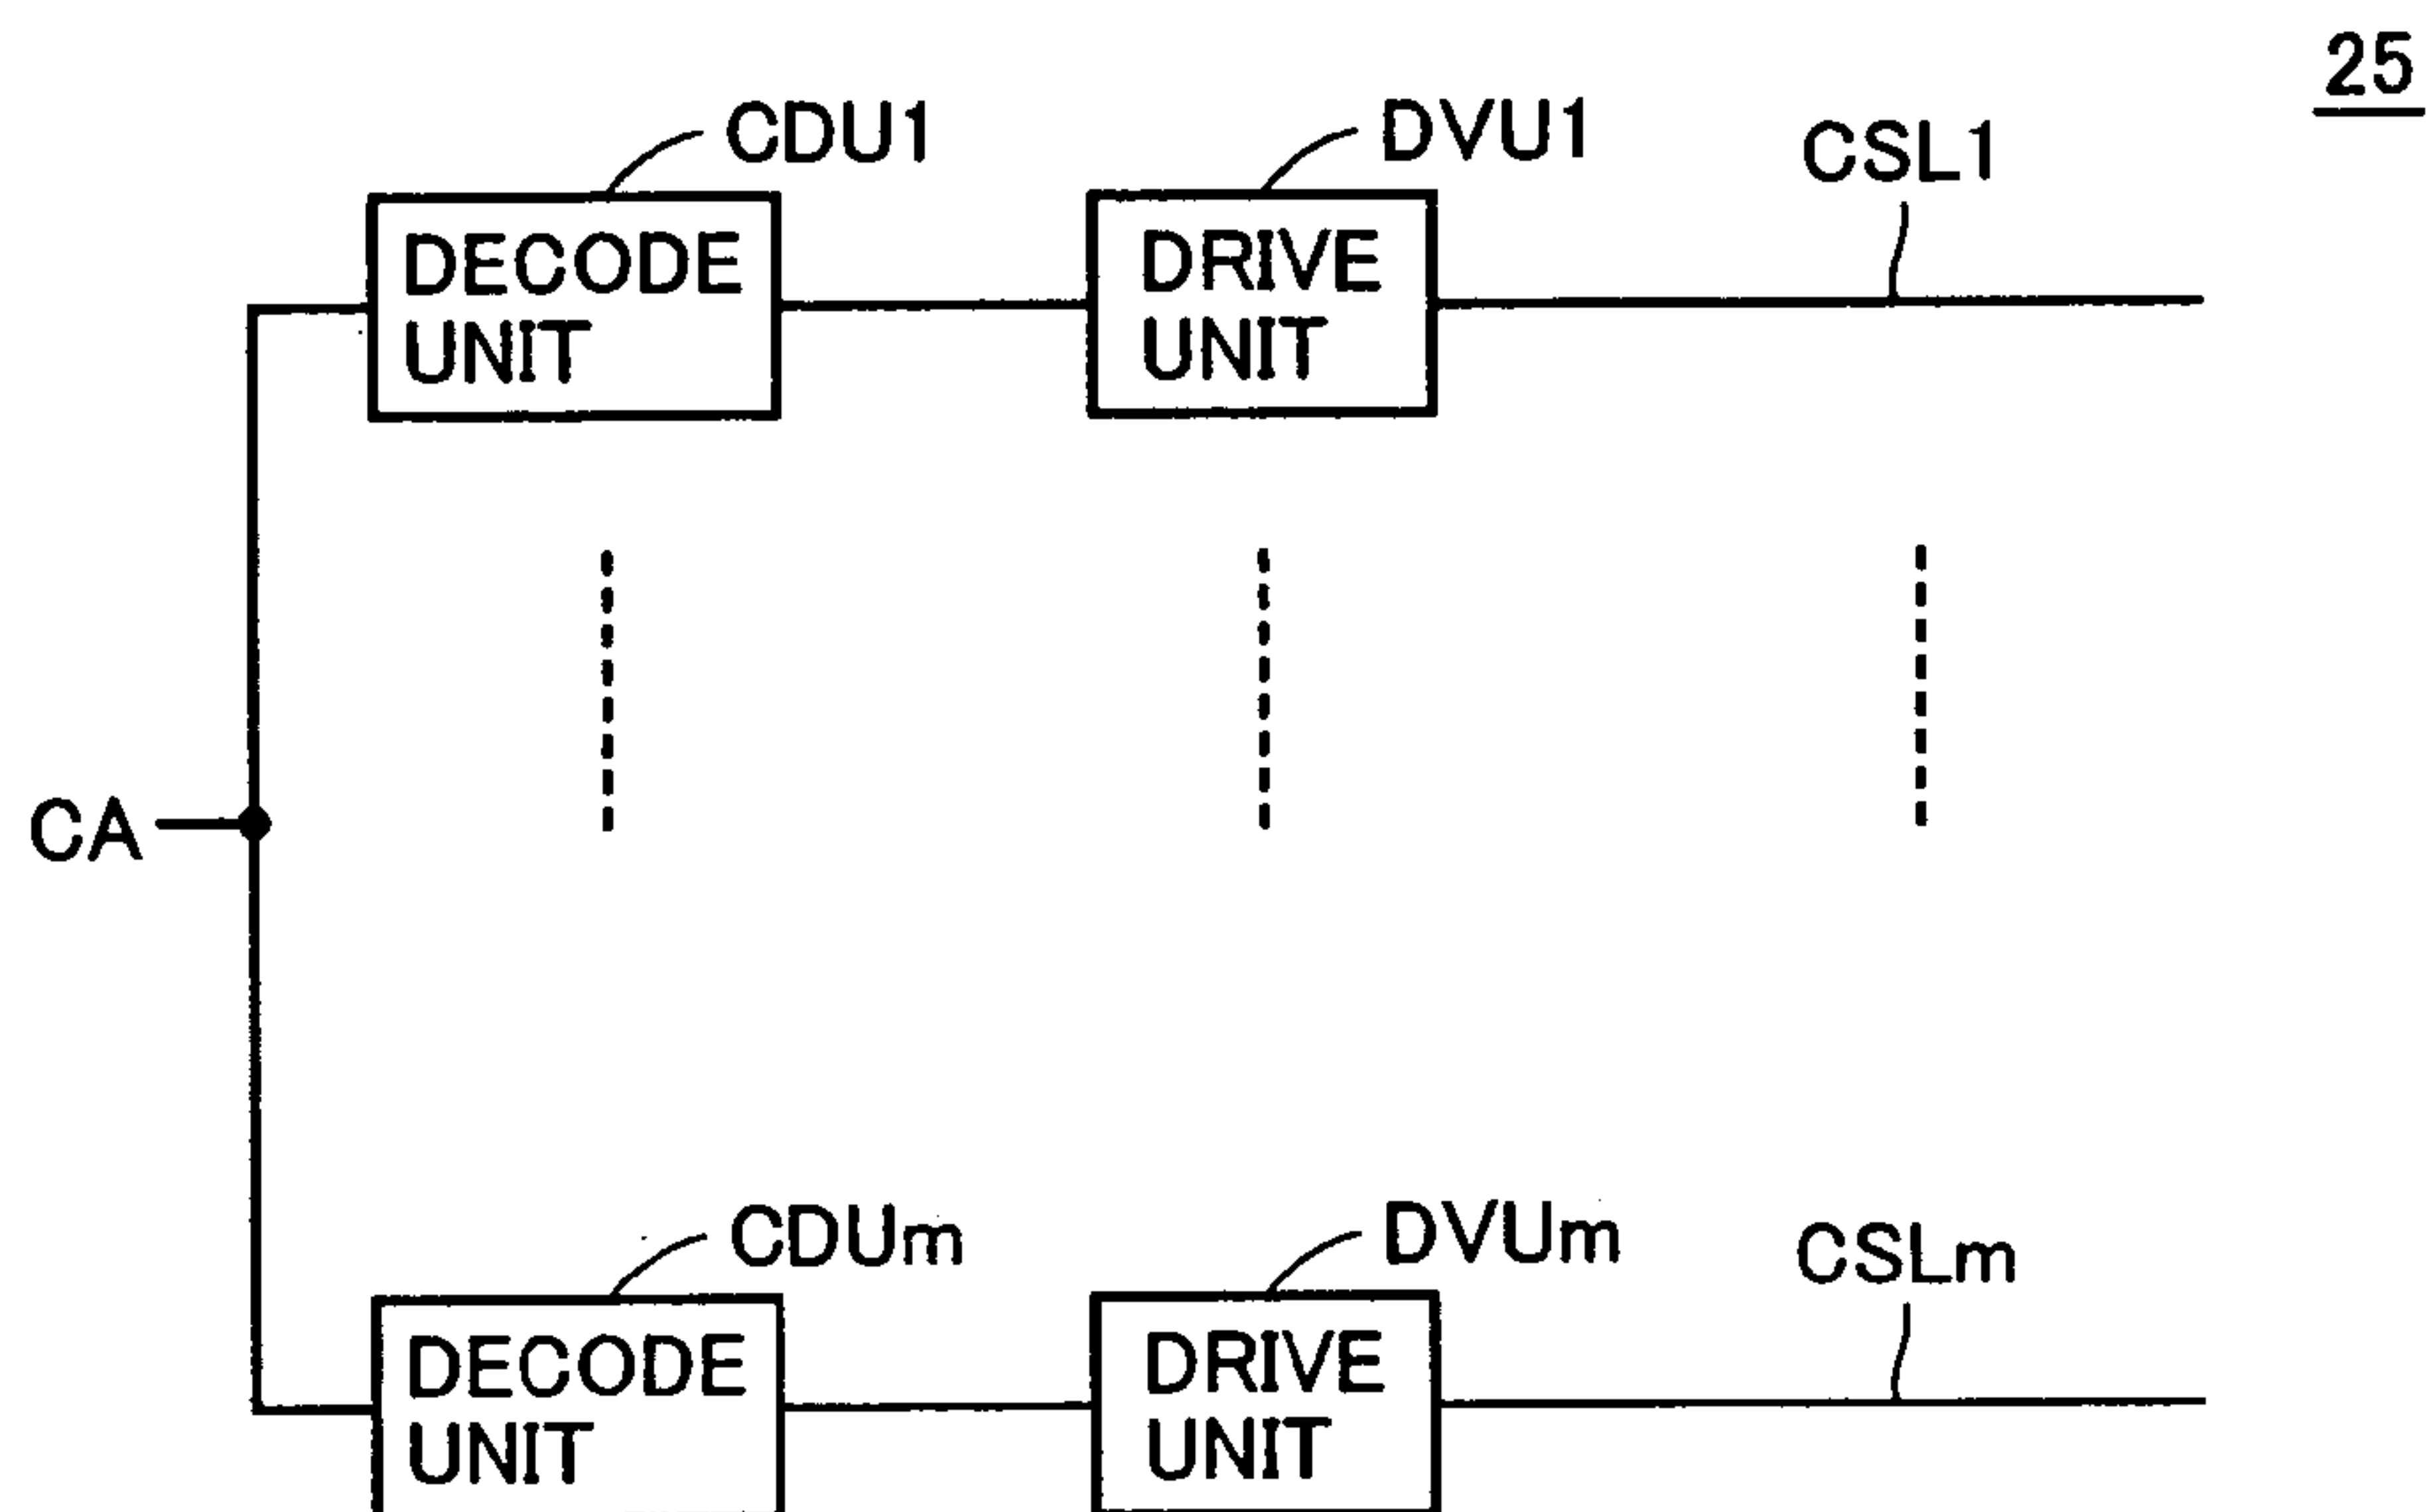 25
CDU1
DVU1
CSL1
DECODE
UNIT
DRIVE
UNIT
CA
CDUm
DVUm
CSLm
DECODE
UNIT
DRIVE
UNIT